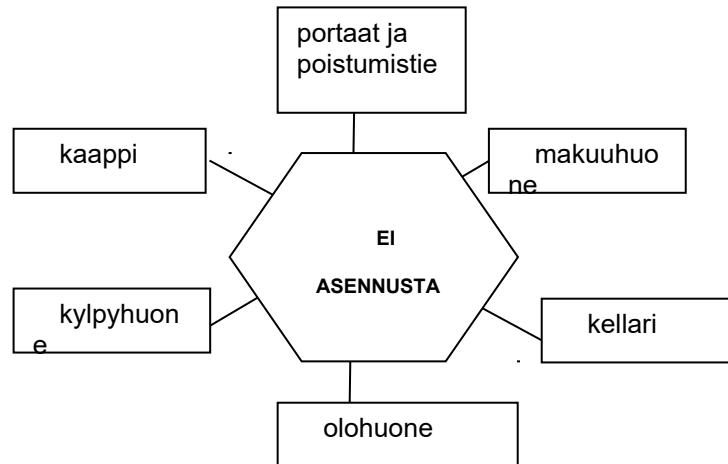 portaat ja
poistumistie
kaappi
makuuhuo
ne
EI
ASENNUSTA
kylpyhuon
e
kellari
olohuone